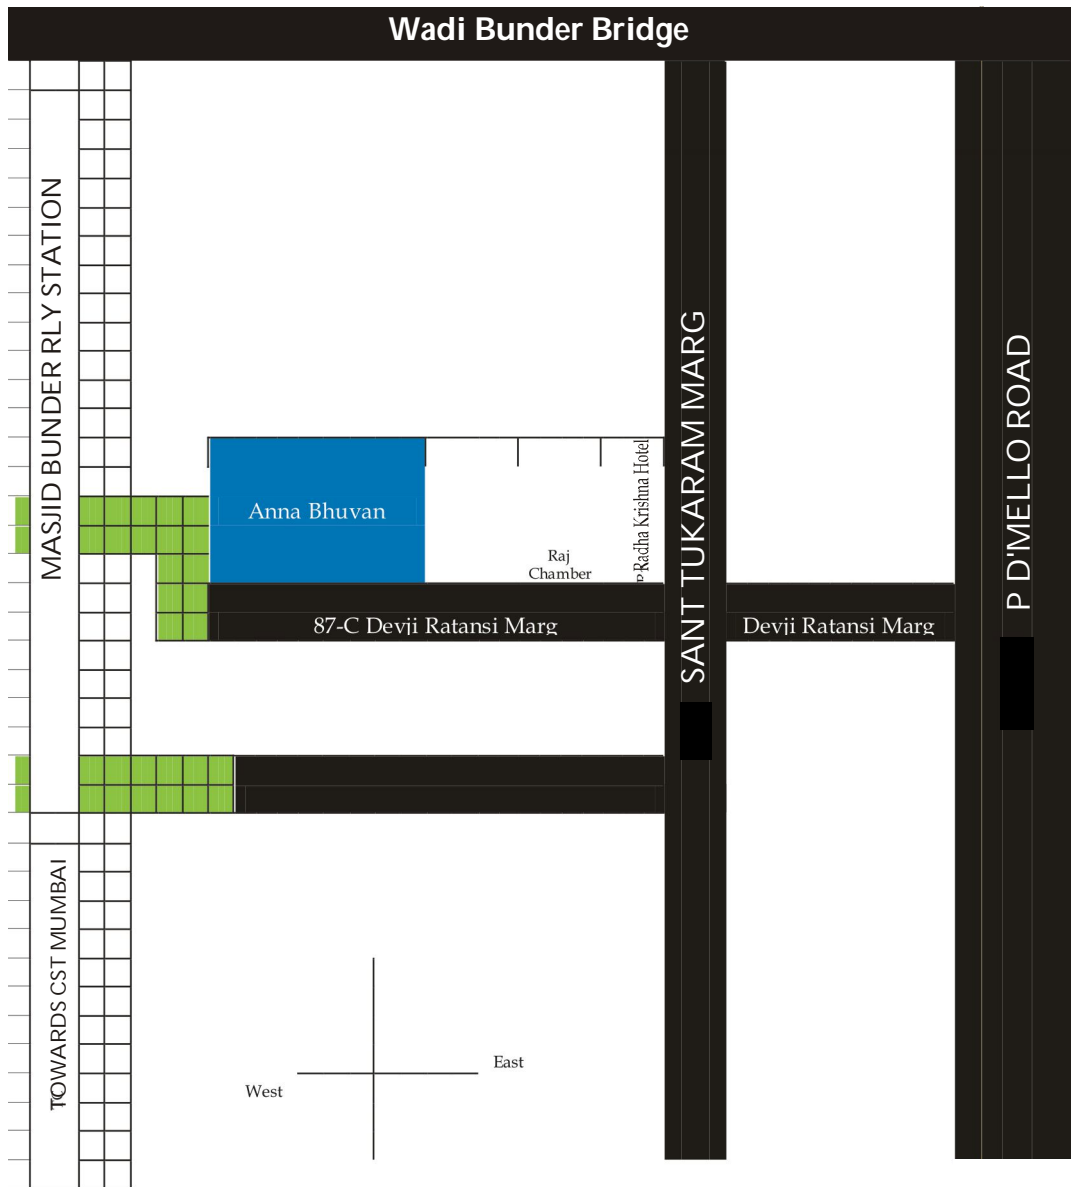 Wadi Bunder Bridge
MASJID BUNDER RLY STATION
SANT TUKARAM MARG
P D'MELLO ROAD
Anna Bhuvan
Radha Krishna Hotel
Raj
Chamber
87-C Devji Ratansi Marg
Devji Ratansi Marg
TOWARDS CST MUMBAI
East
West